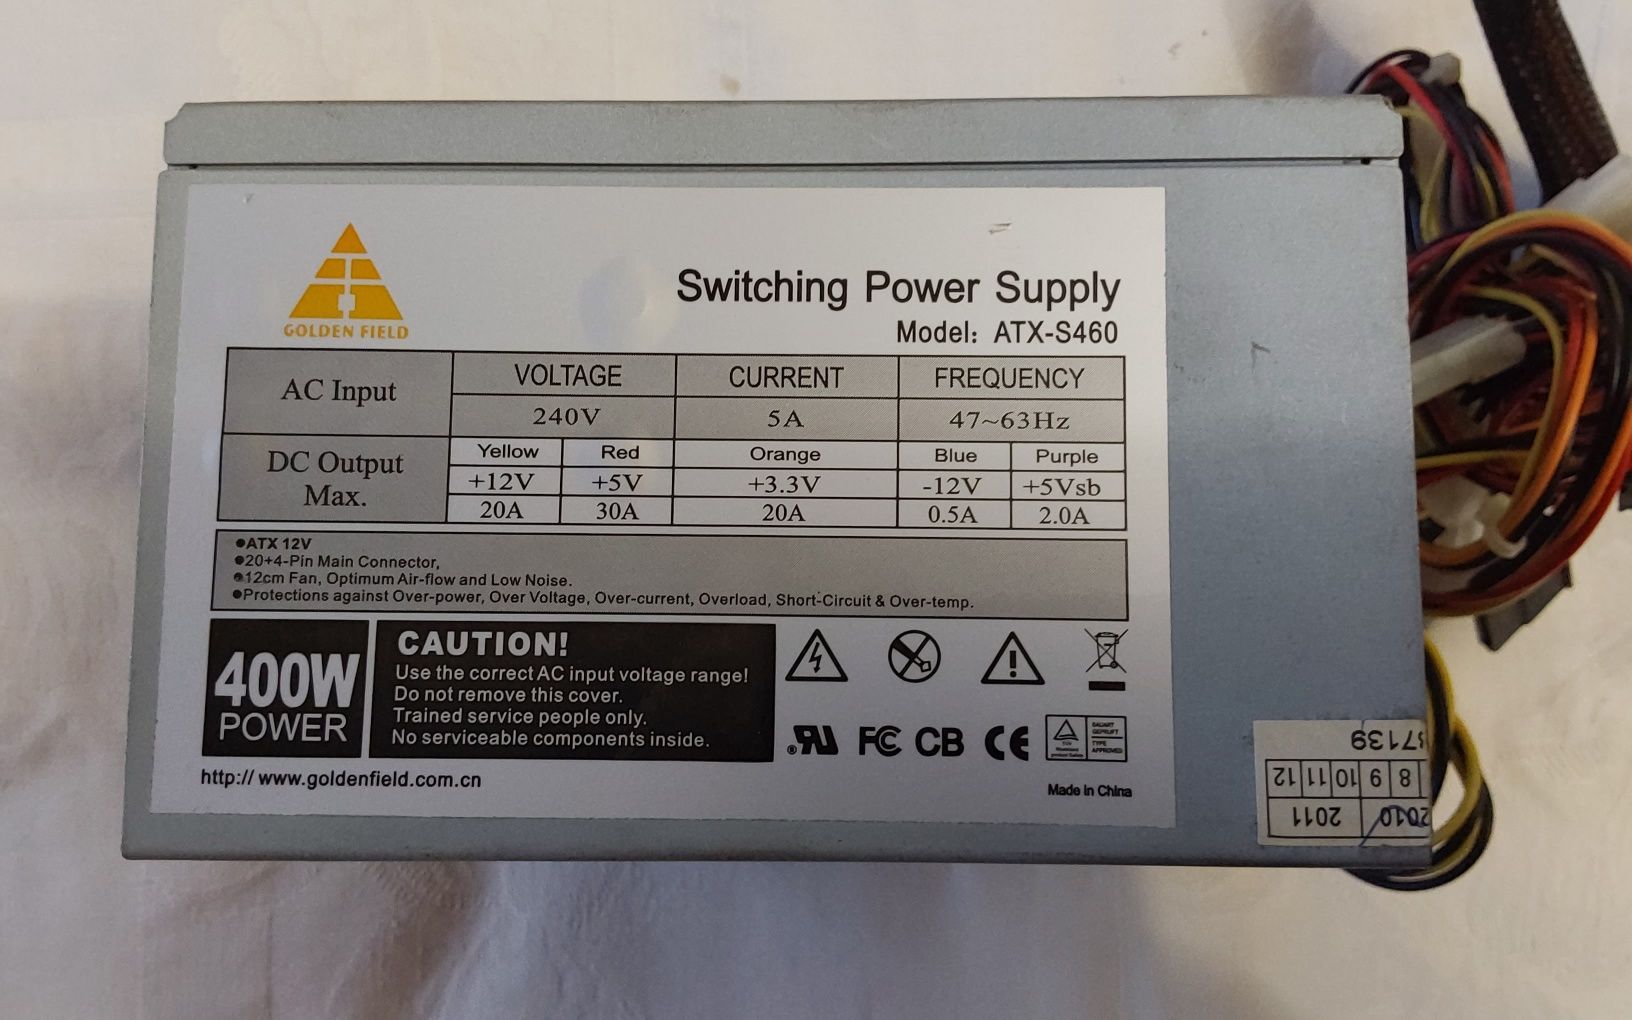 GOLDEN FIELD
Switching Power Supply
Model: ATX-S460
AC Input VOLTAGE CURRENT FREQUENCY
240V 5A 47~63Hz
DC Output Max. Yellow Red Orange Blue Purple
+12V +5V +3.3V -12V +5Vsb
20A 30A 20A 0.5A 2.0A
●ATX 12V
●20+4-Pin Main Connector,
●12cm Fan, Optimum Air-flow and Low Noise.
●Protections against Over-power, Over Voltage, Over-current, Overload, Short-Circuit & Over-temp.
400W
POWER
CAUTION!
Use the correct AC input voltage range!
Do not remove this cover.
Trained service people only.
No serviceable components inside.
FC CB CE
http:// www.goldenfield.com.cn
Made in China
2010 2011
8 9 10 11 12
37139